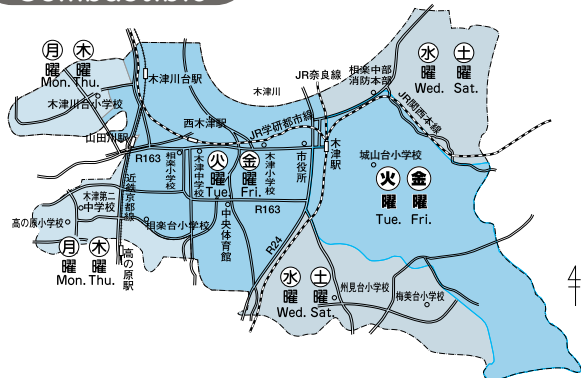 Combustible
月 木
曜 曜
Mon. Thu.
木津川台小学校
木津川台駅
木津川
JR奈良線
相楽中部
消防本部
水 土
曜 曜
Wed. Sat.
山田川駅
西木津駅
JR学研都市線
JR関西本線
R163
相楽小学校
木津中学校
火 金
曜 曜
Tue. Fri.
木津小学校
市役所
木津駅
城山台小学校
火 金
曜 曜
Tue. Fri.
近鉄京都線
木津第二
中学校
高の原小学校
相楽台小学校
中央体育館
R163
R24
月 木
曜 曜
Mon. Thu.
高の原駅
水 土
曜 曜
Wed. Sat.
州見台小学校
梅美台小学校